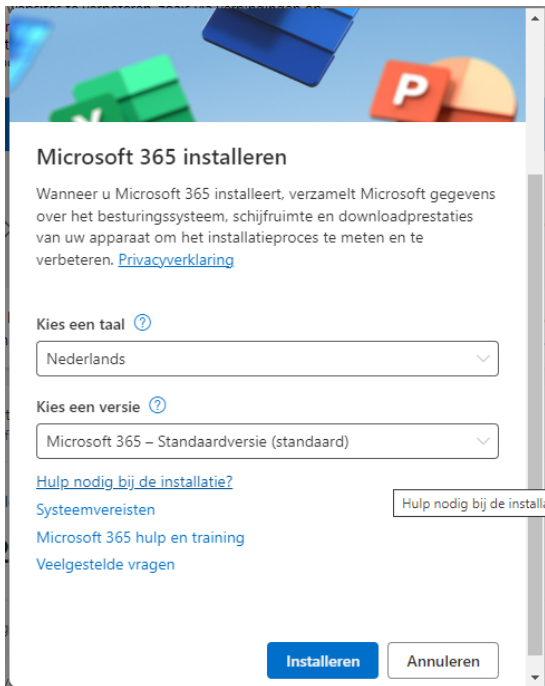 P
Microsoft 365 installeren
Wanneer u Microsoft 365 installeert, verzamelt Microsoft gegevens
over het besturingssysteem, schijfruimte en downloadprestaties
van uw apparaat om het installatieproces te meten en te
verbeteren. Privacyverklaring
Kies een taal ?
Nederlands
Kies een versie ?
Microsoft 365 – Standaardversie (standaard)
Hulp nodig bij de installatie?
Hulp nodig bij de
Systeemvereisten
Microsoft 365 hulp en training
Veelgestelde vragen
Installeren Annuleren